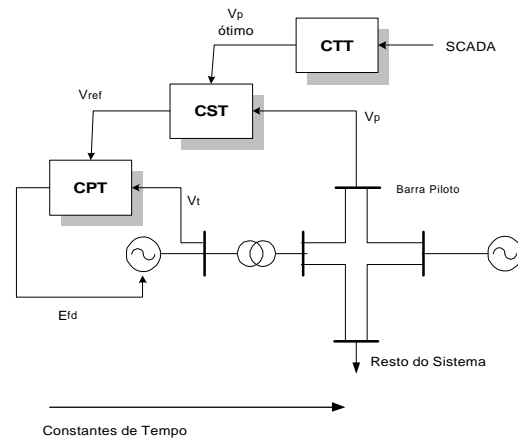 Vp
ótimo
CTT
SCADA
Vref
CST
Vp
CPT
Vt
Barra Piloto
Efd
Resto do Sistema
Constantes de Tempo